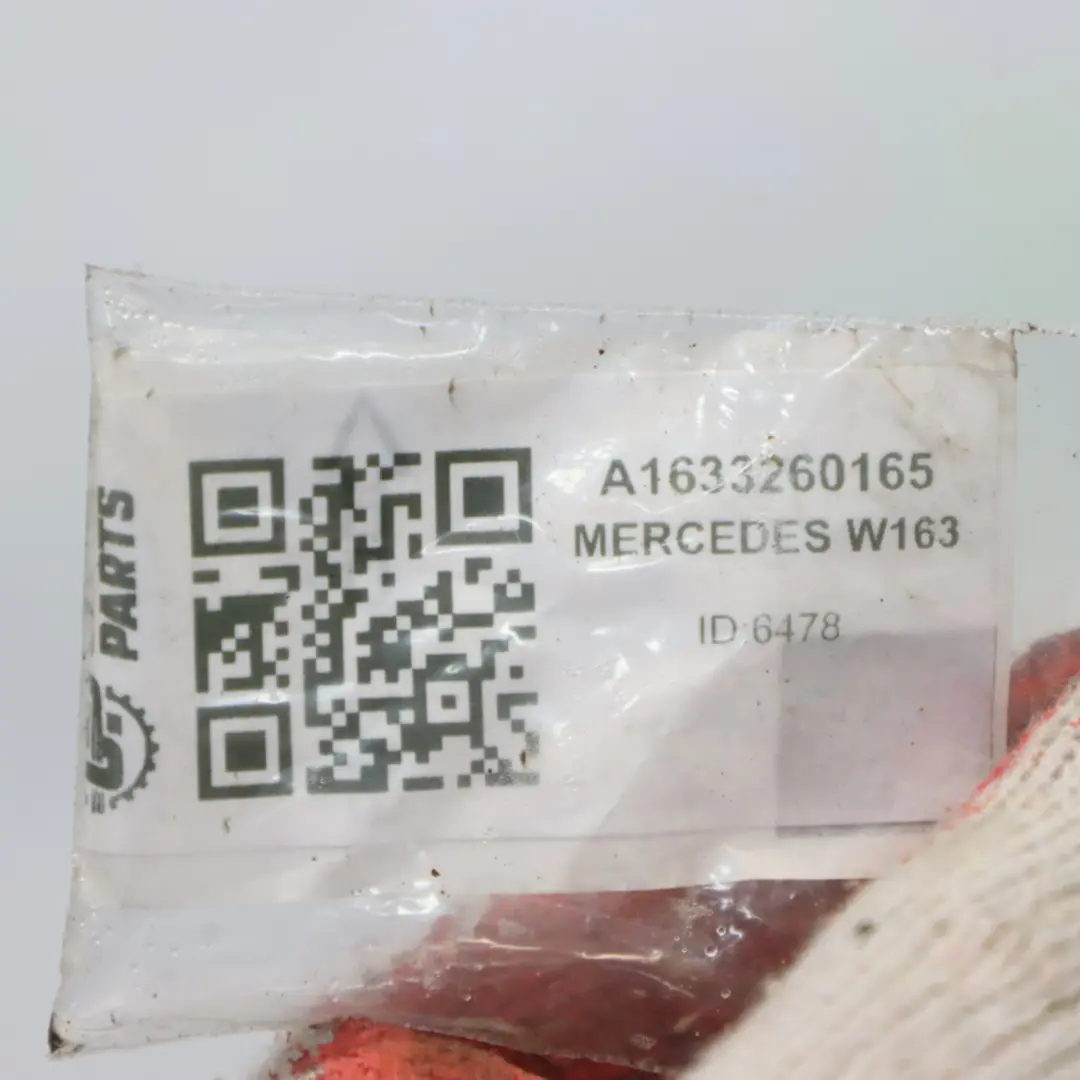 A1633260165
MERCEDES W163
ID:6478
PARTS